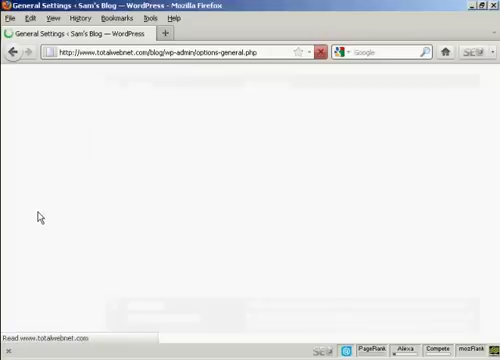 General Settings ‹ Sam's Blog — WordPress - Mozilla Firefox
File Edit View History Bookmarks Tools Help
General Settings ‹ Sam's Blog — WordPress
http://www.totalwebnet.com/blog/wp-admin/options-general.php
Google
Read www.totalwebnet.com
PageRank Alexa Compete mozRank